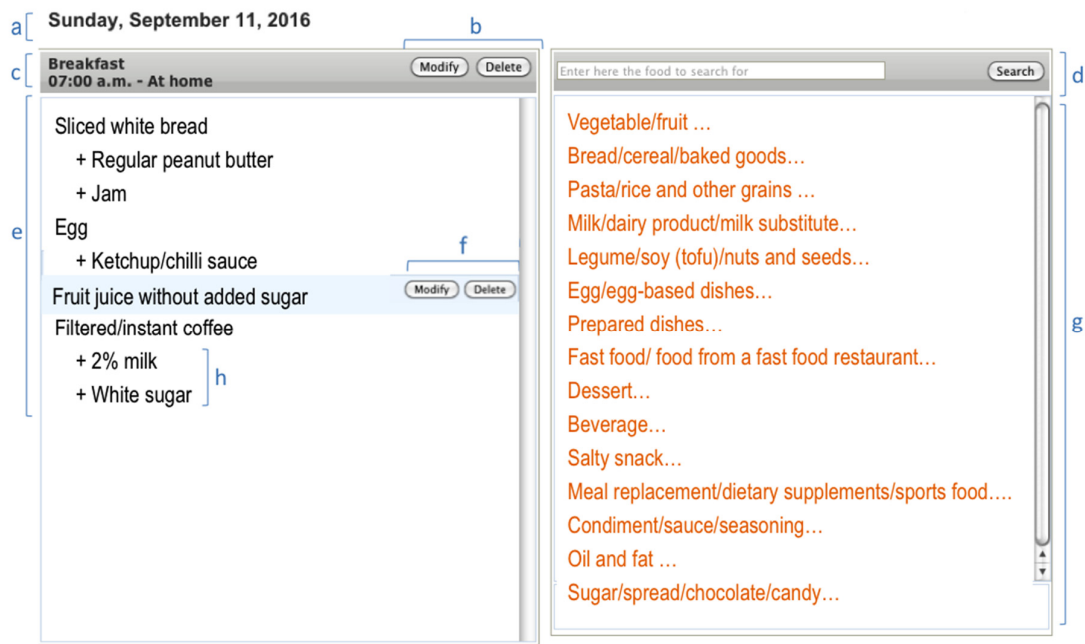 a
Sunday, September 11, 2016
b
c
Breakfast
07:00 a.m. - At home
Modify
Delete
e
Sliced white bread
+ Regular peanut butter
+ Jam
Egg
+ Ketchup/chilli sauce
f
Fruit juice without added sugar
Modify
Delete
Filtered/instant coffee
+ 2% milk
+ White sugar
h
Enter here the food to search for
Search
d
Vegetable/fruit ...
Bread/cereal/baked goods...
Pasta/rice and other grains ...
Milk/dairy product/milk substitute...
Legume/soy (tofu)/nuts and seeds...
Egg/egg-based dishes...
Prepared dishes...
Fast food/ food from a fast food restaurant...
Dessert...
Beverage...
Salty snack...
Meal replacement/dietary supplements/sports food....
Condiment/sauce/seasoning...
Oil and fat ...
Sugar/spread/chocolate/candy...
g